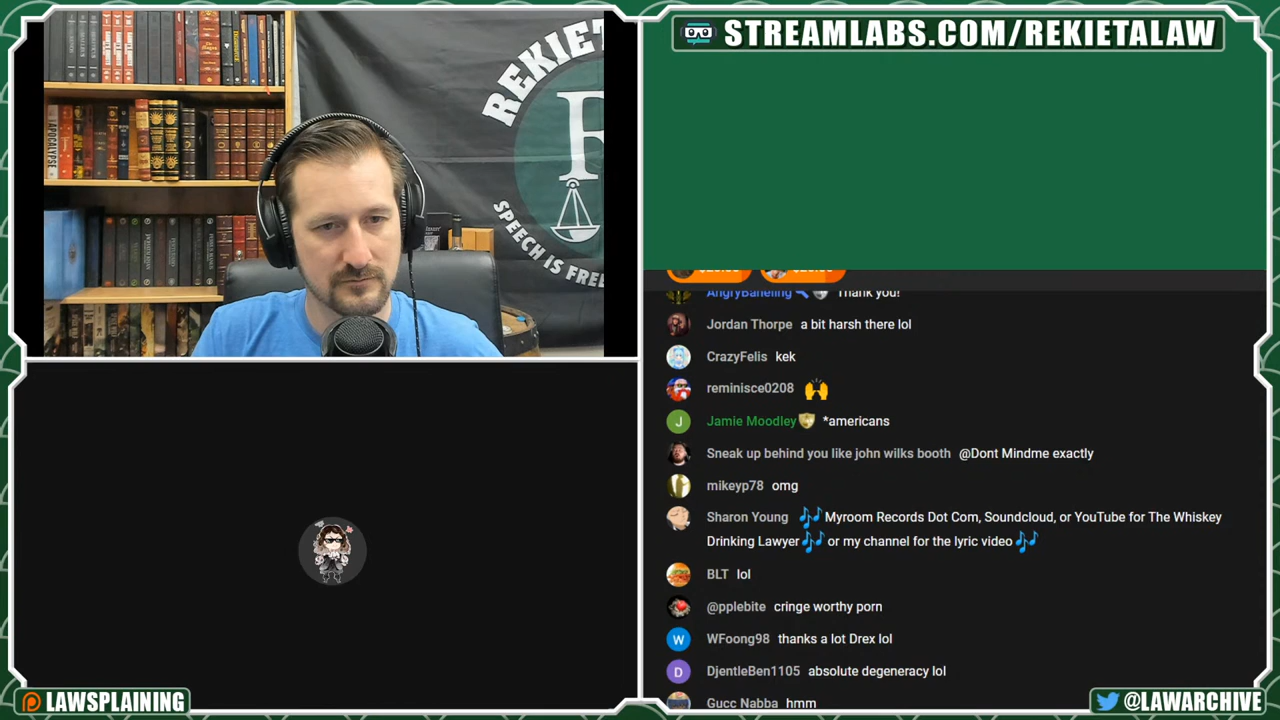 REKIET
SPEECH IS FREE
APOCALYPSE
STREAMLABS.COM/REKIETALAW
AngryBaneling Thank you!
Jordan Thorpe a bit harsh there lol
CrazyFelis kek
reminisce0208 🙌
J Jamie Moodley *americans
Sneak up behind you like john wilks booth @Dont Mindme exactly
mikeyp78 omg
Sharon Young 🎶Myroom Records Dot Com, Soundcloud, or YouTube for The Whiskey
Drinking Lawyer🎶or my channel for the lyric video🎶
BLT lol
@pplebite cringe worthy porn
W WFoong98 thanks a lot Drex lol
D DjentleBen1105 absolute degeneracy lol
Gucc Nabba hmm
LAWSPLAINING
@LAWARCHIVE